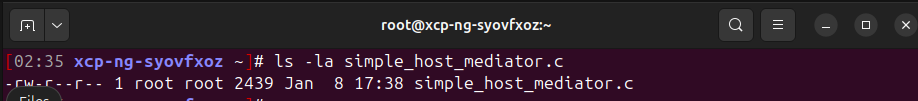 root@xcp-ng-syovfxoz:~
[02:35 xcp-ng-syovfxoz ~]# ls -la simple_host_mediator.c
-rw-r--r-- 1 root root 2439 Jan  8 17:38 simple_host_mediator.c
Files